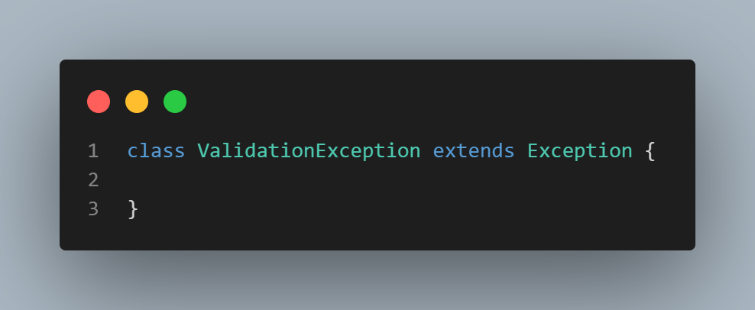 1 class ValidationException extends Exception {
2
3 }